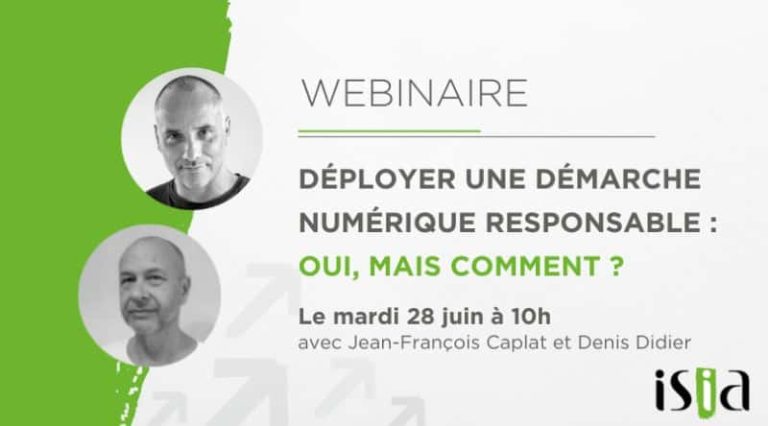 WEBINAIRE
DÉPLOYER UNE DÉMARCHE
NUMÉRIQUE RESPONSABLE :
OUI, MAIS COMMENT ?
Le mardi 28 juin à 10h
avec Jean-François Caplat et Denis Didier
isia